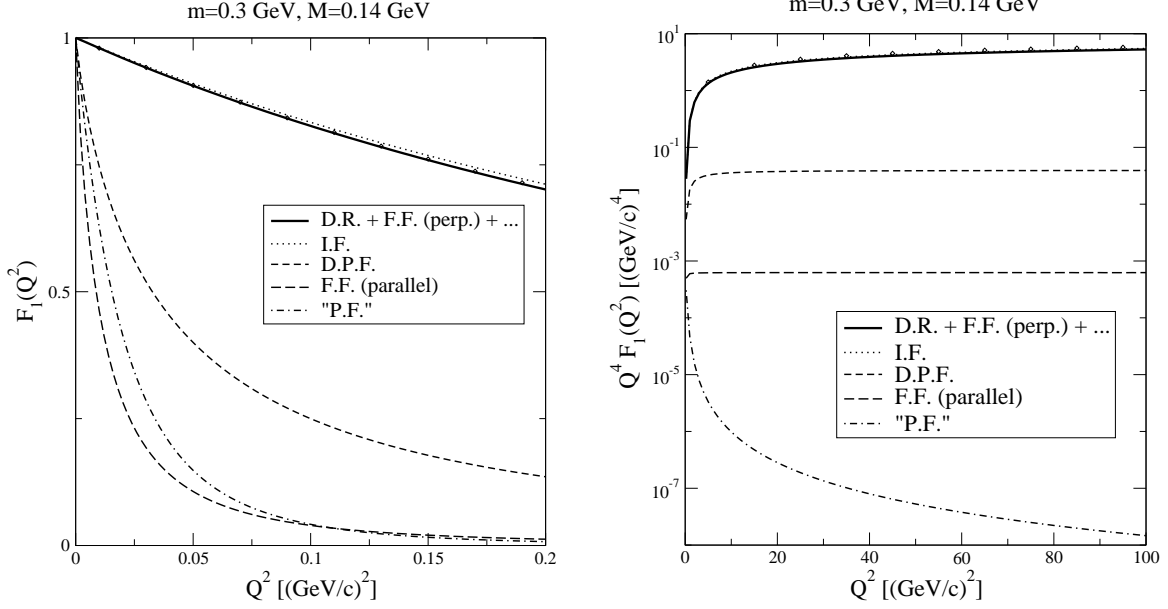 m=0.3 GeV, M=0.14 GeV
1
0.5
0
F₁(Q²)
D.R. + F.F. (perp.) + ...
I.F.
D.P.F.
F.F. (parallel)
"P.F."
0 0.05 0.1 0.15 0.2
Q² [(GeV/c)²]
m=0.3 GeV, M=0.14 GeV
10¹
10⁻¹
10⁻³
10⁻⁵
10⁻⁷
Q⁴ F₁(Q²) [(GeV/c)⁴]
D.R. + F.F. (perp.) + ...
I.F.
D.P.F.
F.F. (parallel)
"P.F."
0 20 40 60 80 100
Q² [(GeV/c)²]